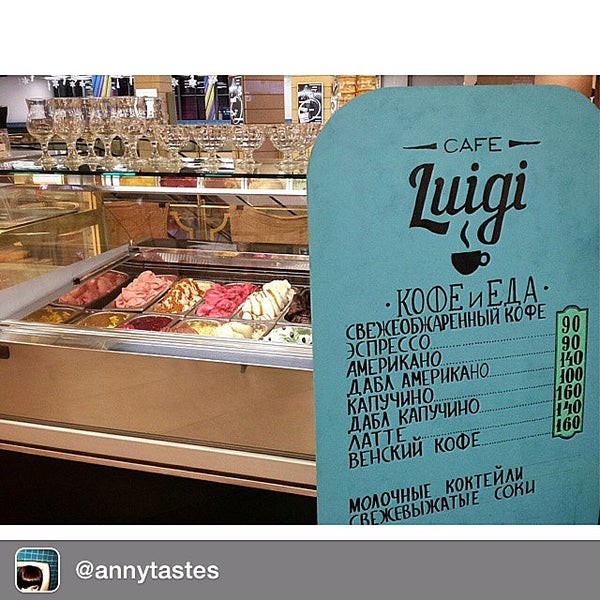 CAFE
Luigi
·КОФЕ и ЕДА·
СВЕЖЕОБЖАРЕННЫЙ КОФЕ
ЭСПРЕССО 90
АМЕРИКАНО 90
ДАБЛ АМЕРИКАНО 140
КАПУЧИНО 100
ДАБЛ КАПУЧИНО 160
ЛАТТЕ 140
ВЕНСКИЙ КОФЕ 160
МОЛОЧНЫЕ КОКТЕЙЛИ
СВЕЖЕВЫЖАТЫЕ СОКИ
@annytastes